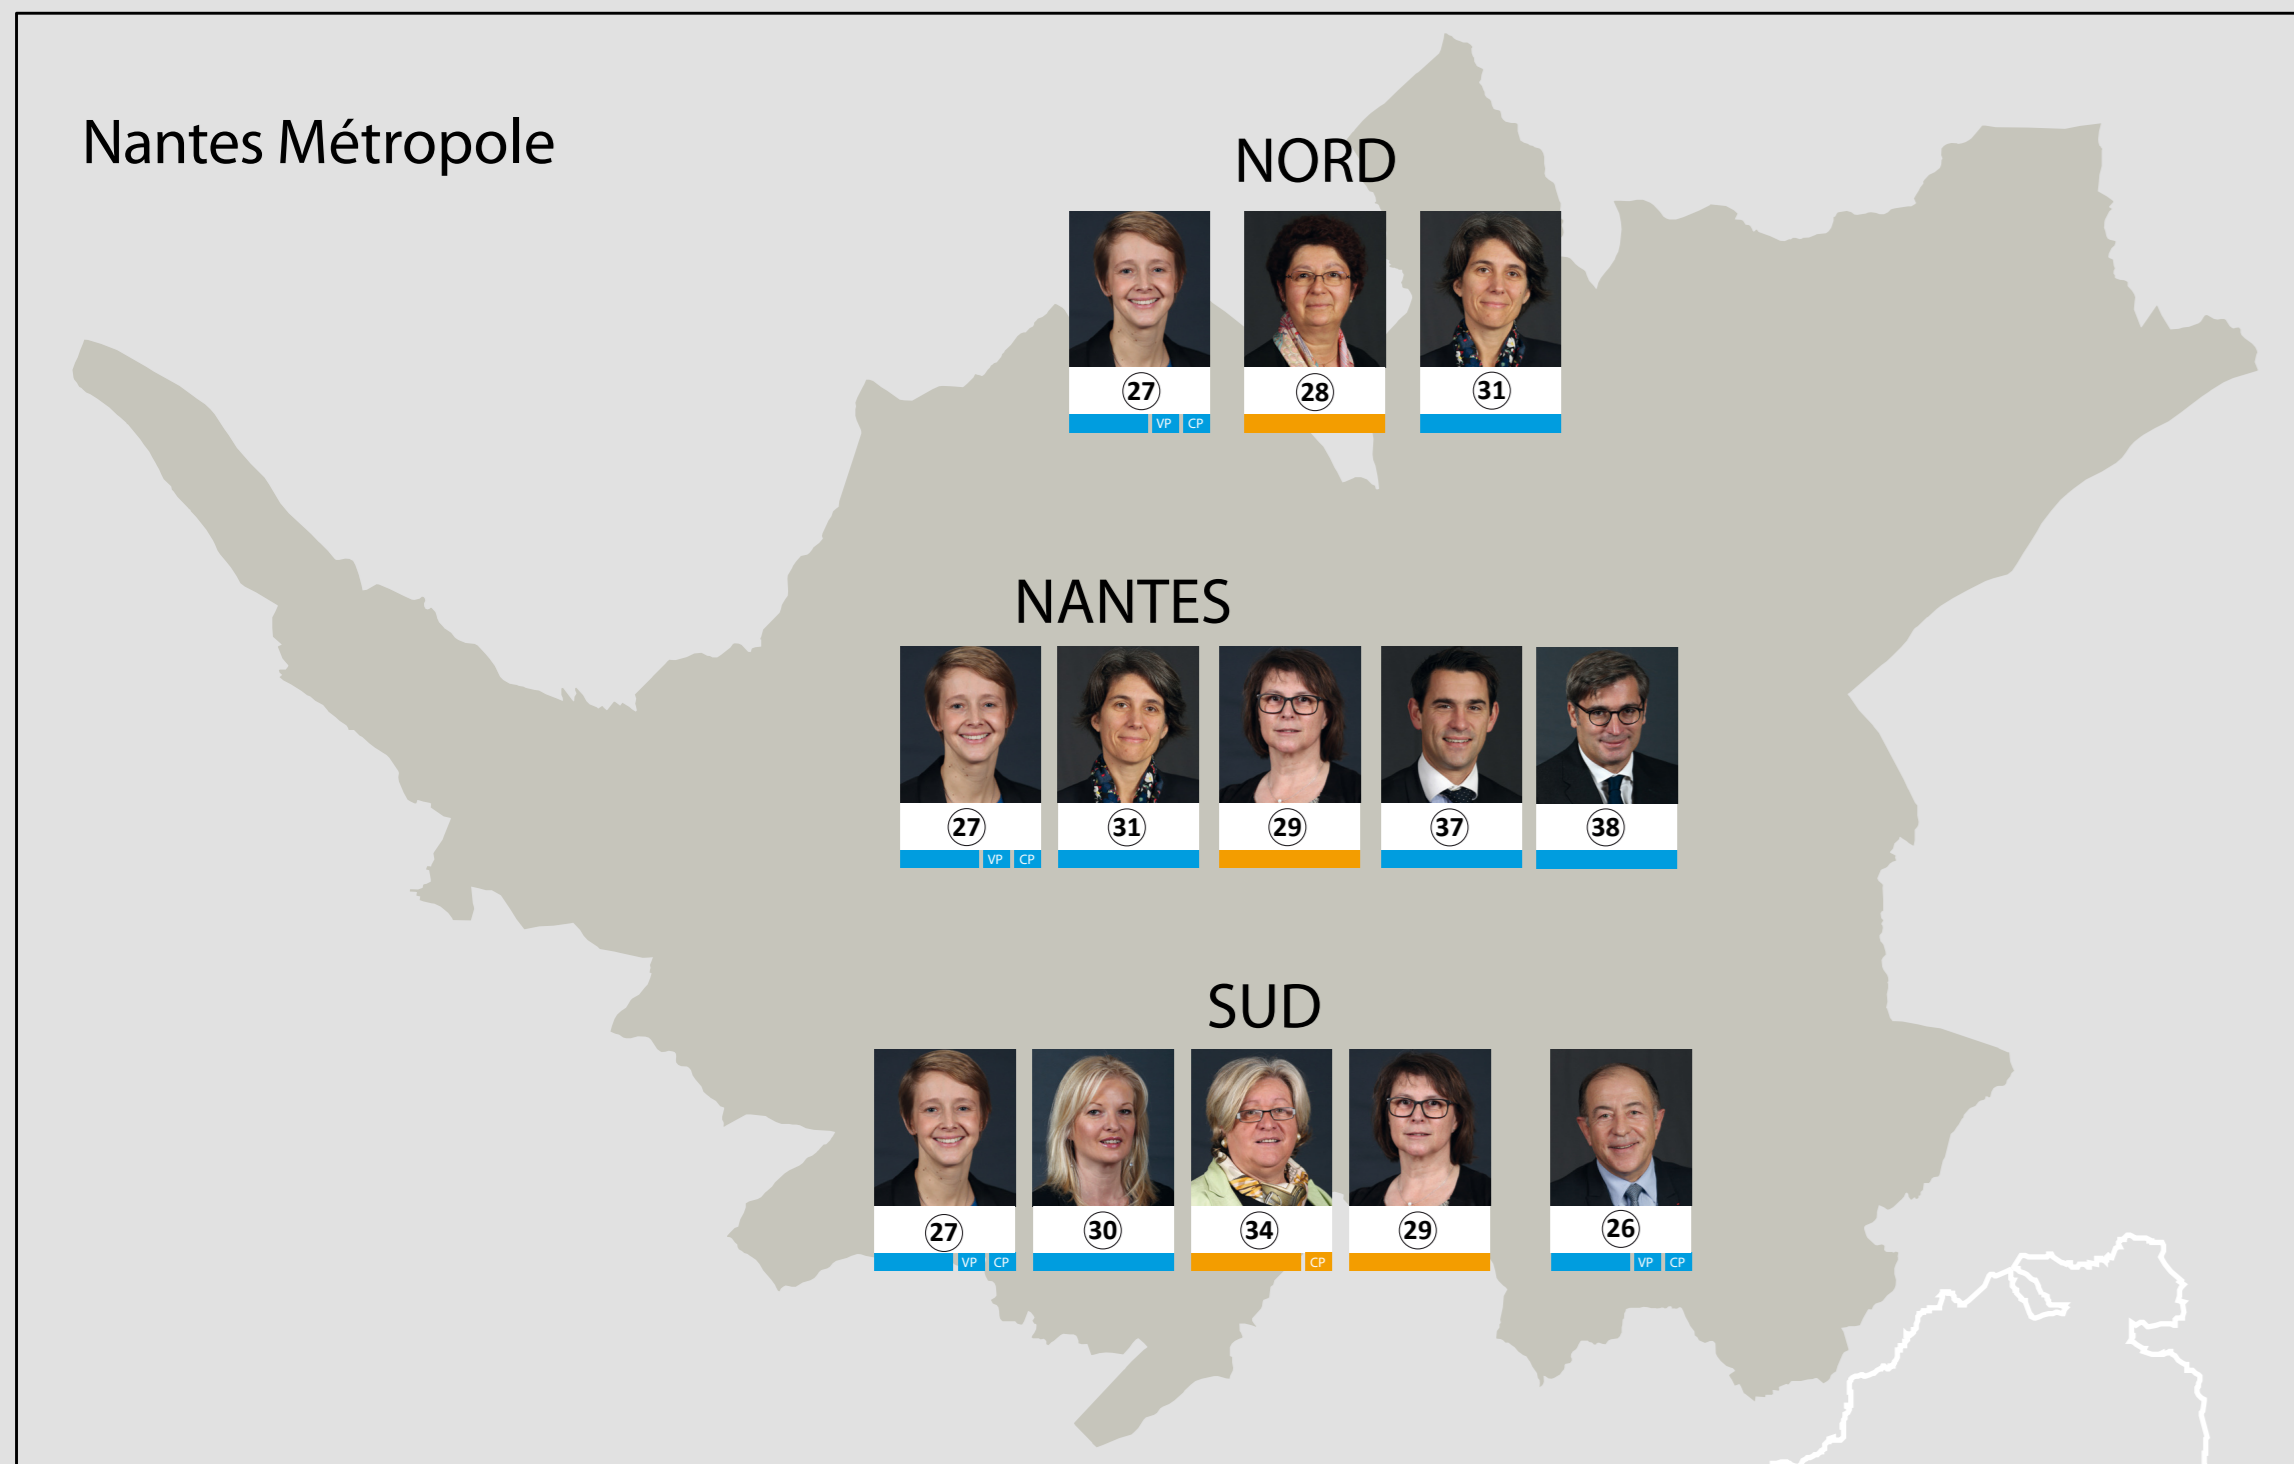 Nantes Métropole
NORD
27 28 31
VP CP
NANTES
27 31 29 37 38
VP CP
SUD
27 30 34 29 26
VP CP CP VP CP